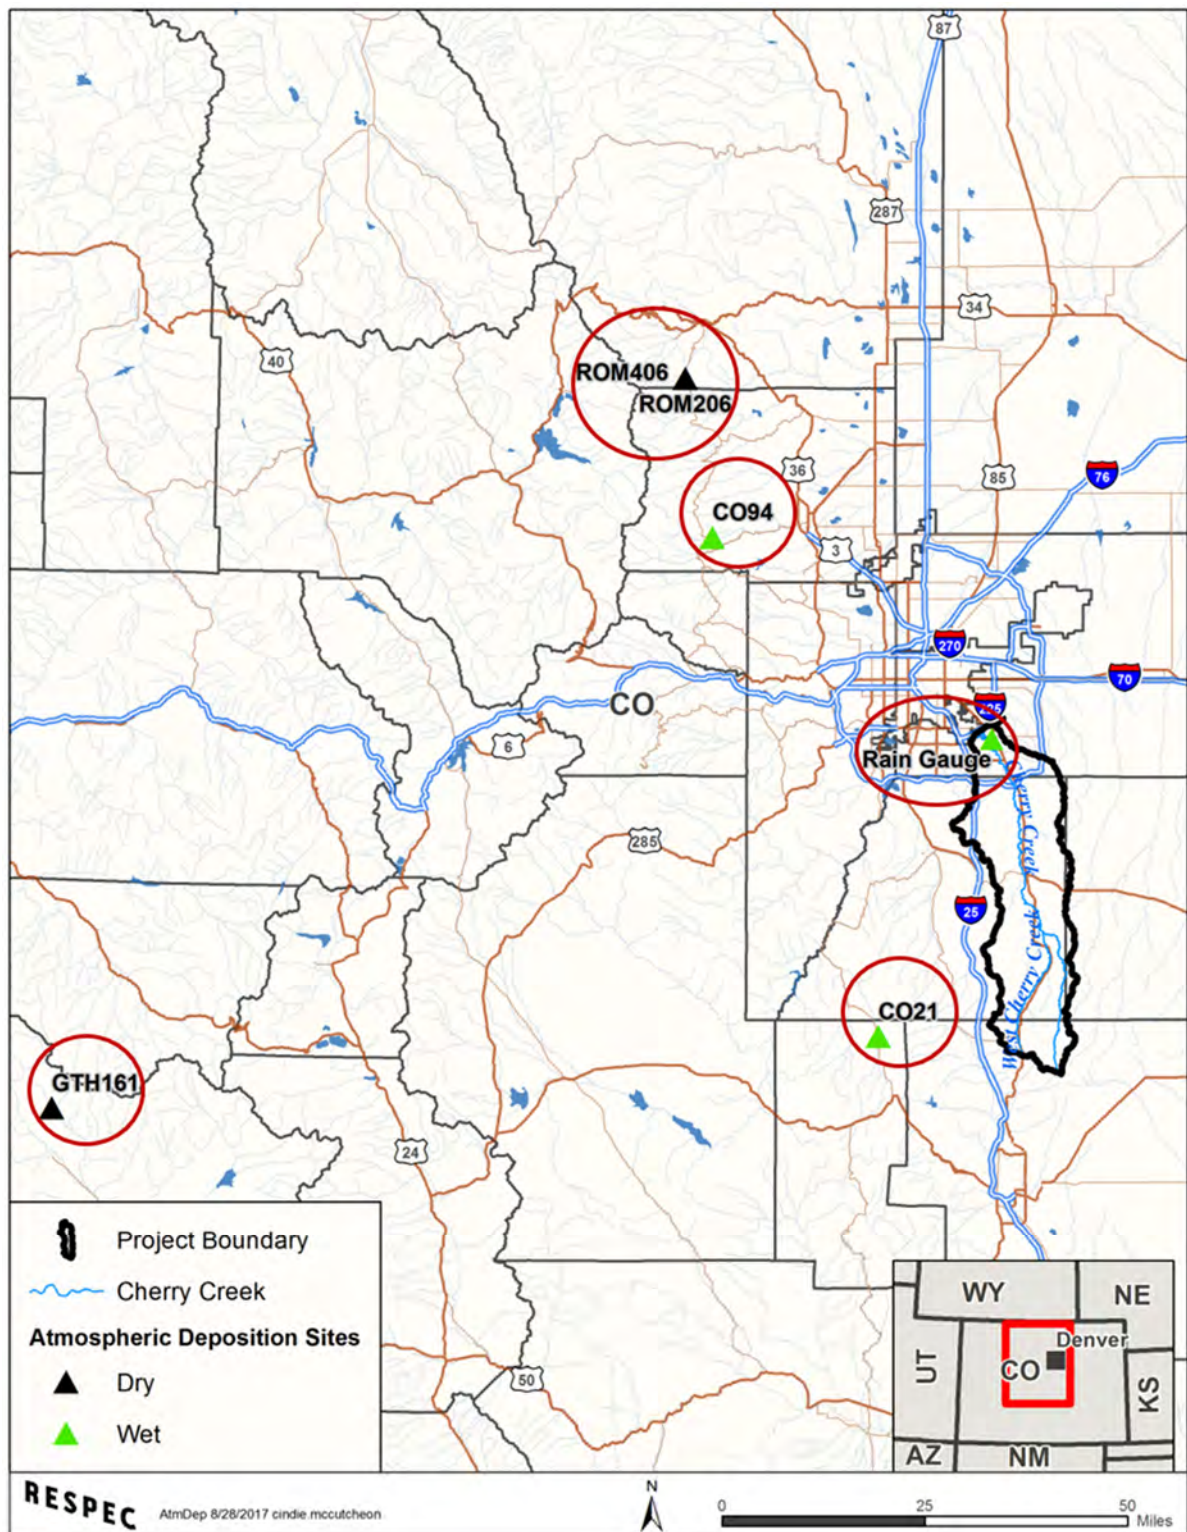 87
287
34
40
ROM406
ROM206
36
85
76
CO94
3
270
70
CO
225
6
Rain Gauge
Cherry Creek
285
25
West Cherry Creek
CO21
GTH161
24
50
Project Boundary
Cherry Creek
Atmospheric Deposition Sites
Dry
Wet
WY
NE
Denver
UT
CO
KS
AZ
NM
RESPEC
AtmDep 8/28/2017 cindie.mccutcheon
N
0 25 50
Miles